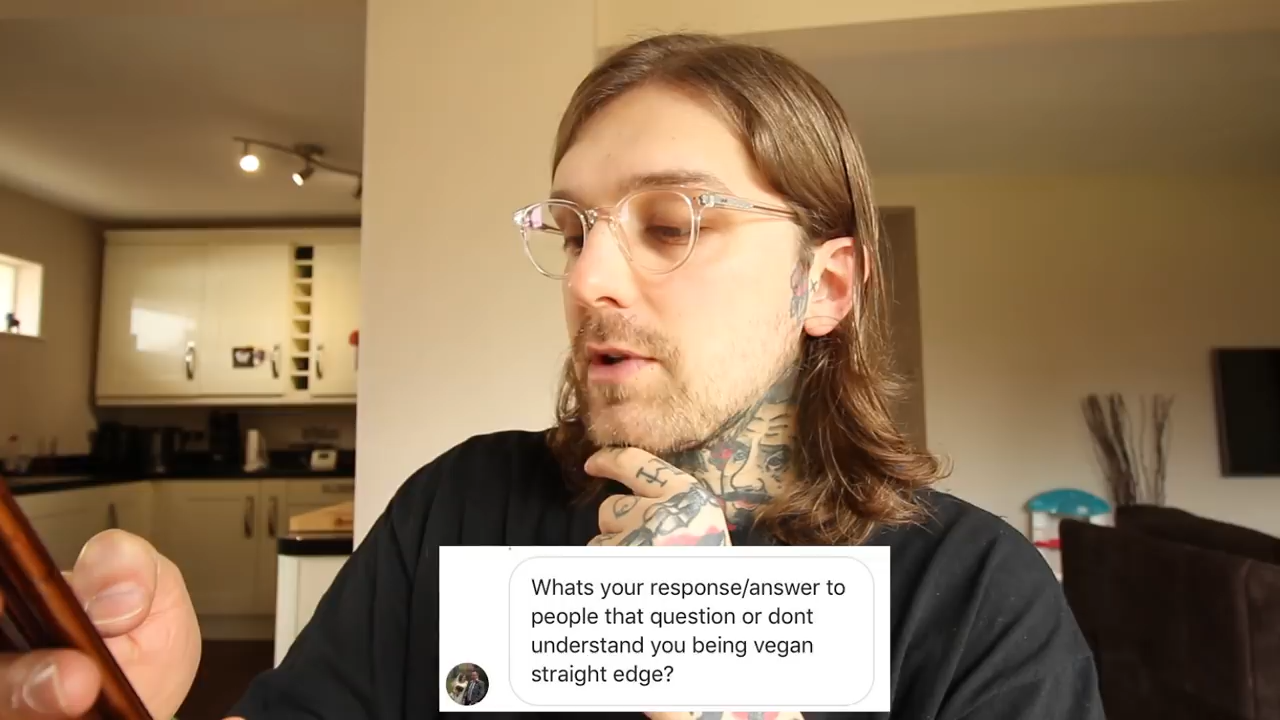 Whats your response/answer to
people that question or dont
understand you being vegan
straight edge?